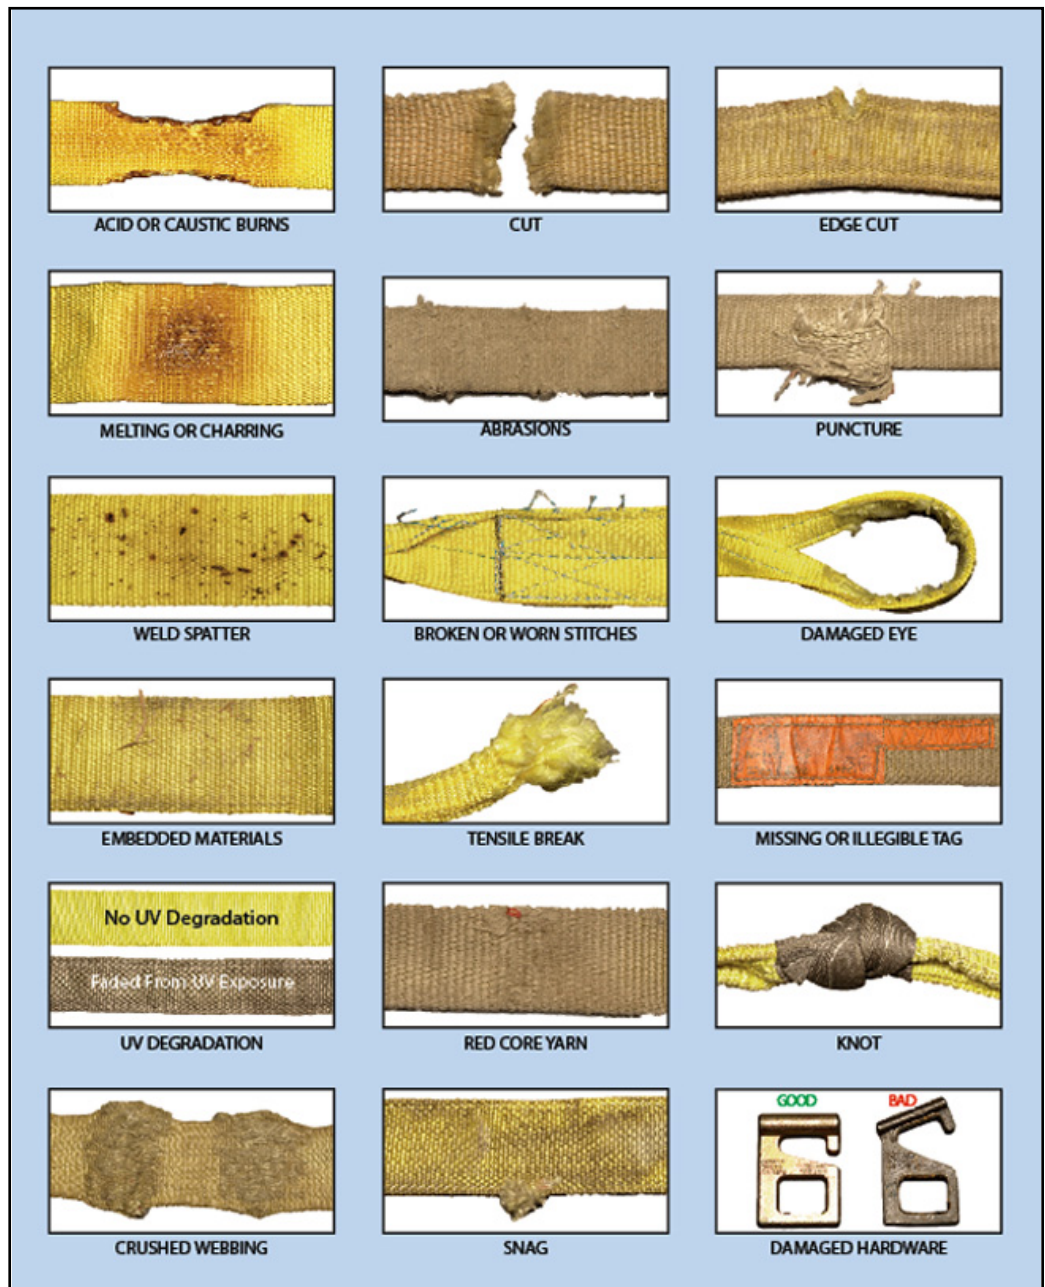 ACID OR CAUSTIC BURNS
CUT
EDGE CUT
MELTING OR CHARRING
ABRASIONS
PUNCTURE
WELD SPATTER
BROKEN OR WORN STITCHES
DAMAGED EYE
EMBEDDED MATERIALS
TENSILE BREAK
MISSING OR ILLEGIBLE TAG
No UV Degradation
Faded From UV Exposure
UV DEGRADATION
RED CORE YARN
KNOT
GOOD
BAD
CRUSHED WEBBING
SNAG
DAMAGED HARDWARE